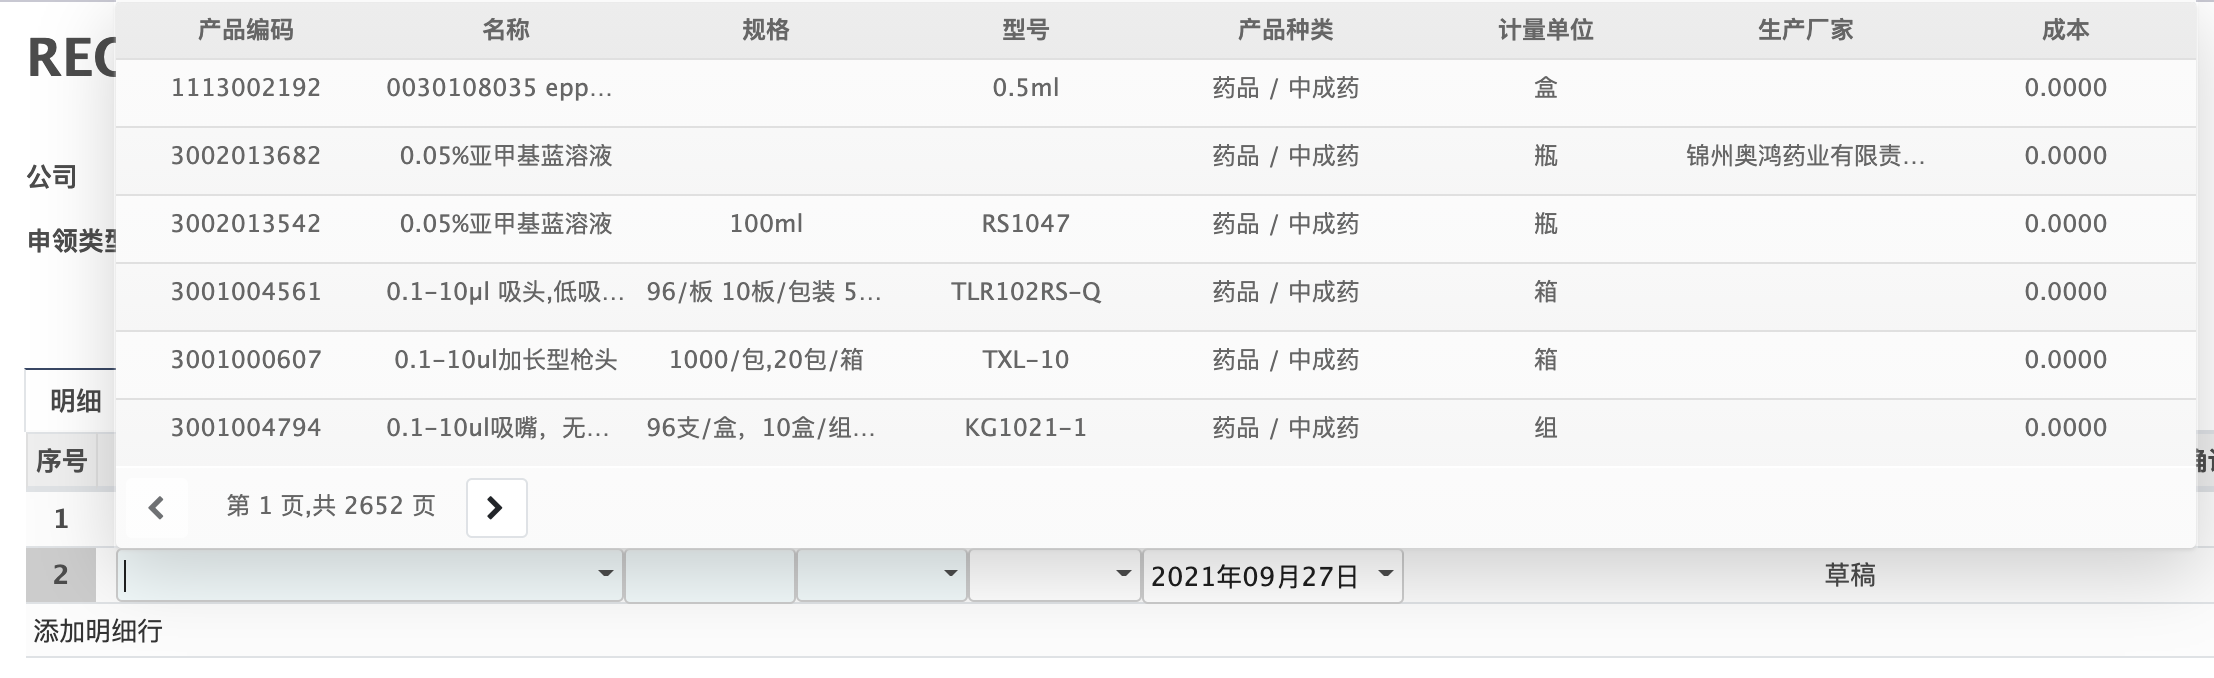 产品编码 名称 规格 型号 产品种类 计量单位 生产厂家 成本
REC
1113002192 0030108035 epp... 0.5ml 药品 / 中成药 盒 0.0000
3002013682 0.05%亚甲基蓝溶液 药品 / 中成药 瓶 锦州奥鸿药业有限责... 0.0000
公司
3002013542 0.05%亚甲基蓝溶液 100ml RS1047 药品 / 中成药 瓶 0.0000
申领类型
3001004561 0.1-10µl 吸头,低吸... 96/板 10板/包装 5... TLR102RS-Q 药品 / 中成药 箱 0.0000
3001000607 0.1-10ul加长型枪头 1000/包,20包/箱 TXL-10 药品 / 中成药 箱 0.0000
明细
3001004794 0.1-10ul吸嘴，无... 96支/盒，10盒/组... KG1021-1 药品 / 中成药 组 0.0000
序号
第 1 页,共 2652 页
1
2 2021年09月27日 草稿
添加明细行